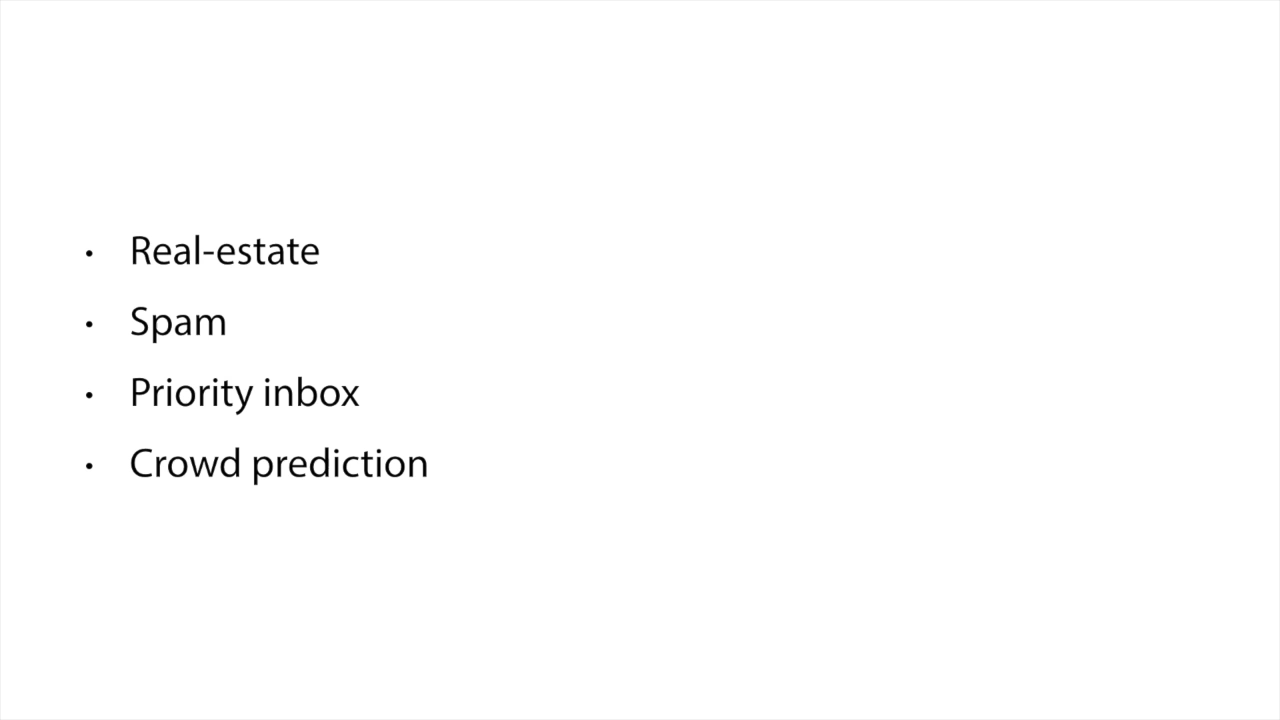 • Real-estate
• Spam
• Priority inbox
• Crowd prediction